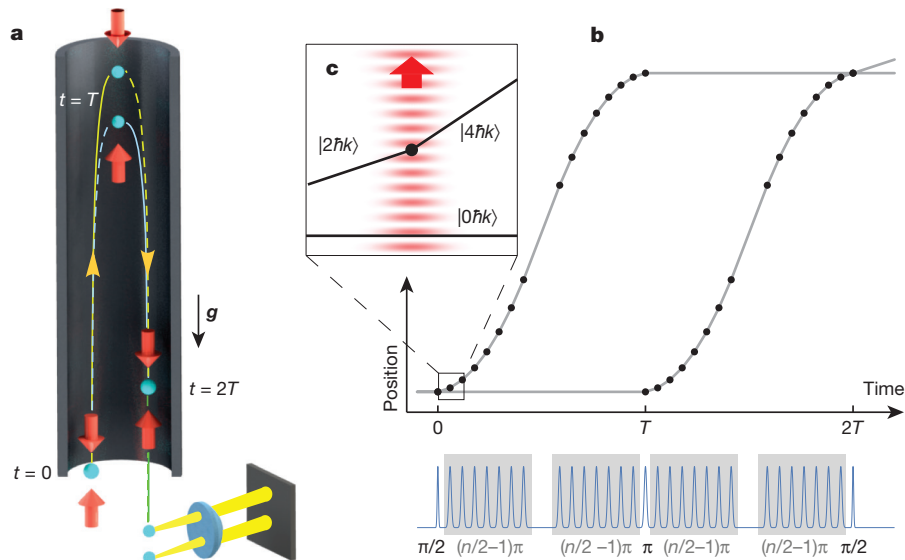 a
t = T
g
t = 2T
t = 0
c
|2ħk⟩
|4ħk⟩
|0ħk⟩
b
Position
Time
0
T
2T
π/2
(n/2−1)π
(n/2 −1)π
π
(n/2−1)π
(n/2−1)π
π/2